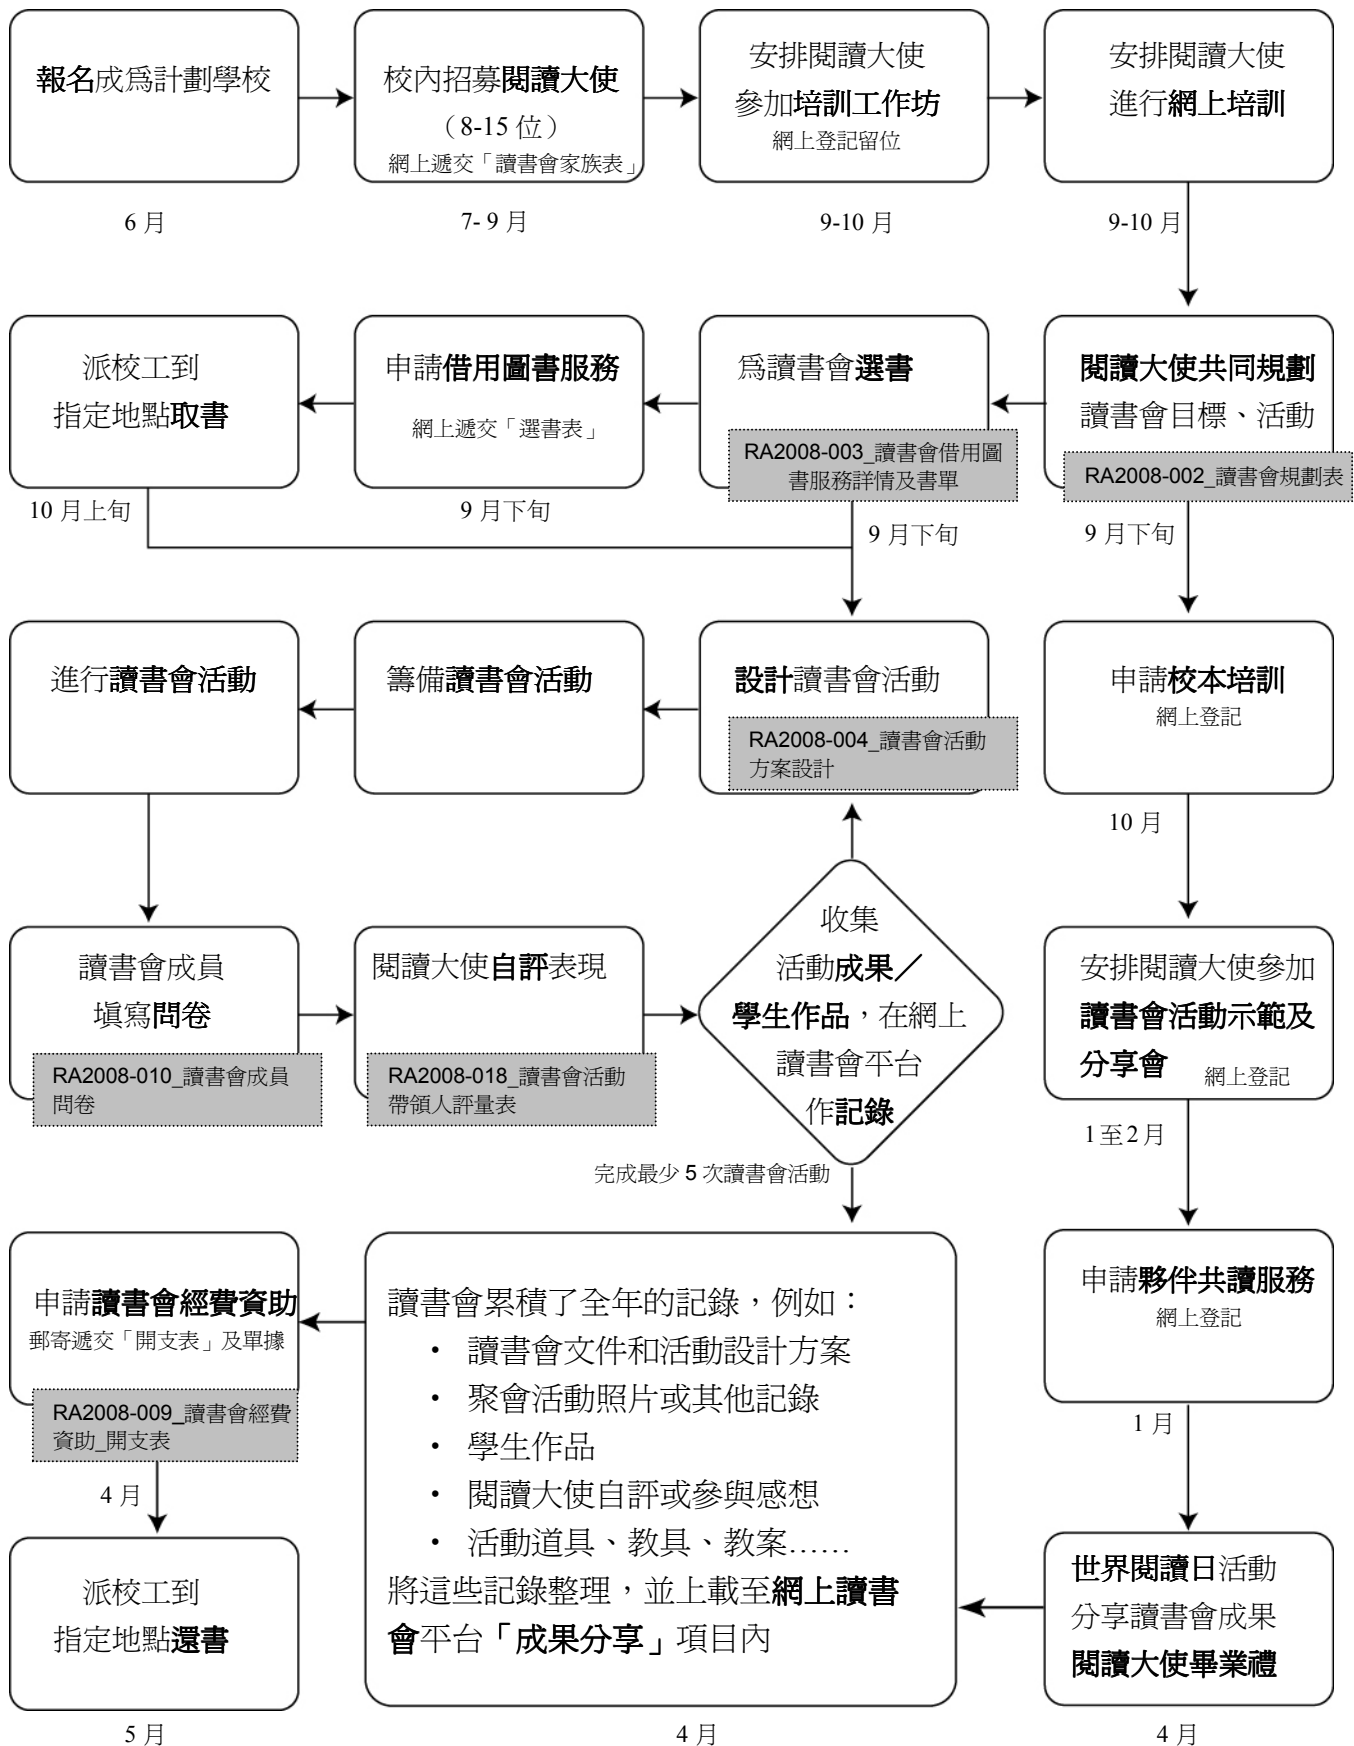 報名成爲計劃學校
6 月
校內招募閱讀大使
（8-15 位）
網上遞交「讀書會家族表」
7- 9 月
安排閱讀大使
參加培訓工作坊
網上登記留位
9-10 月
安排閱讀大使
進行網上培訓
9-10 月
閱讀大使共同規劃
讀書會目標、活動
RA2008-002_讀書會規劃表
9 月下旬
爲讀書會選書
RA2008-003_讀書會借用圖
書服務詳情及書單
9 月下旬
申請借用圖書服務
網上遞交「選書表」
9 月下旬
派校工到
指定地點取書
10 月上旬
設計讀書會活動
RA2008-004_讀書會活動
方案設計
籌備讀書會活動
進行讀書會活動
申請校本培訓
網上登記
10 月
讀書會成員
填寫問卷
RA2008-010_讀書會成員
問卷
閱讀大使自評表現
RA2008-018_讀書會活動
帶領人評量表
收集
活動成果／
學生作品，在網上
讀書會平台
作記錄
完成最少 5 次讀書會活動
安排閱讀大使參加
讀書會活動示範及
分享會 網上登記
1至2月
申請夥伴共讀服務
網上登記
1 月
世界閱讀日活動
分享讀書會成果
閱讀大使畢業禮
4 月
讀書會累積了全年的記錄，例如：
• 讀書會文件和活動設計方案
• 聚會活動照片或其他記錄
• 學生作品
• 閱讀大使自評或參與感想
• 活動道具、教具、教案……
將這些記錄整理，並上載至網上讀書
會平台「成果分享」項目內
4 月
申請讀書會經費資助
郵寄遞交「開支表」及單據
RA2008-009_讀書會經費
資助_開支表
4 月
派校工到
指定地點還書
5 月